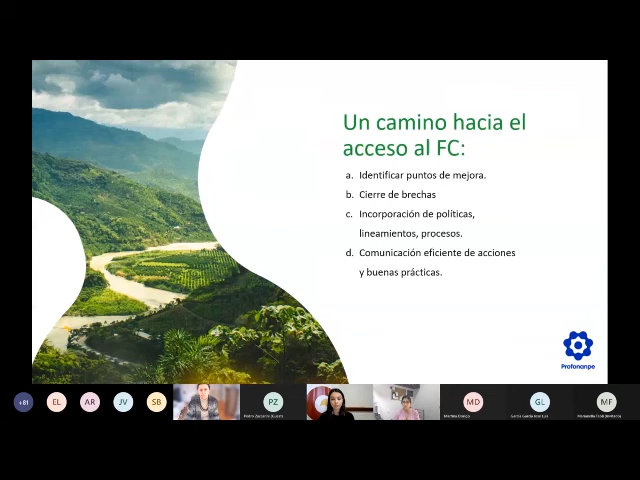 Un camino hacia el
acceso al FC:
a. Identificar puntos de mejora.
b. Cierre de brechas
c. Incorporación de políticas,
lineamientos, procesos.
d. Comunicación eficiente de acciones
y buenas prácticas.
Profonanpe
+81
EL
AR
JV
SB
PZ
MD
GL
MF